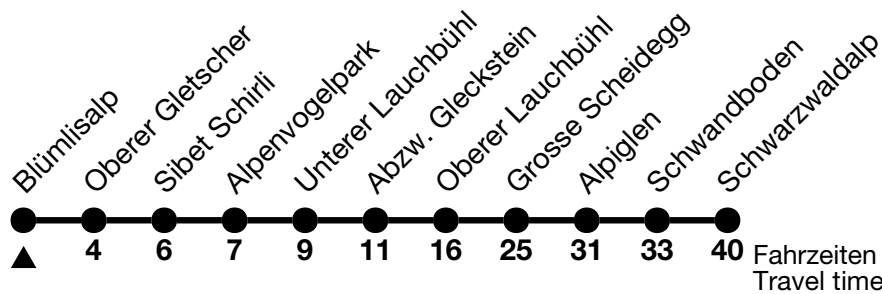 Blümlisalp
Oberer Gletscher
Sibet Schirli
Alpenvogelpark
Unterer Lauchbühl
Abzw. Gleckstein
Oberer Lauchbühl
Grosse Scheidegg
Alpiglen
Schwandboden
Schwarzwaldalp
4 6 7 9 11 16 25 31 33 40 Fahrzeiten
Travel time